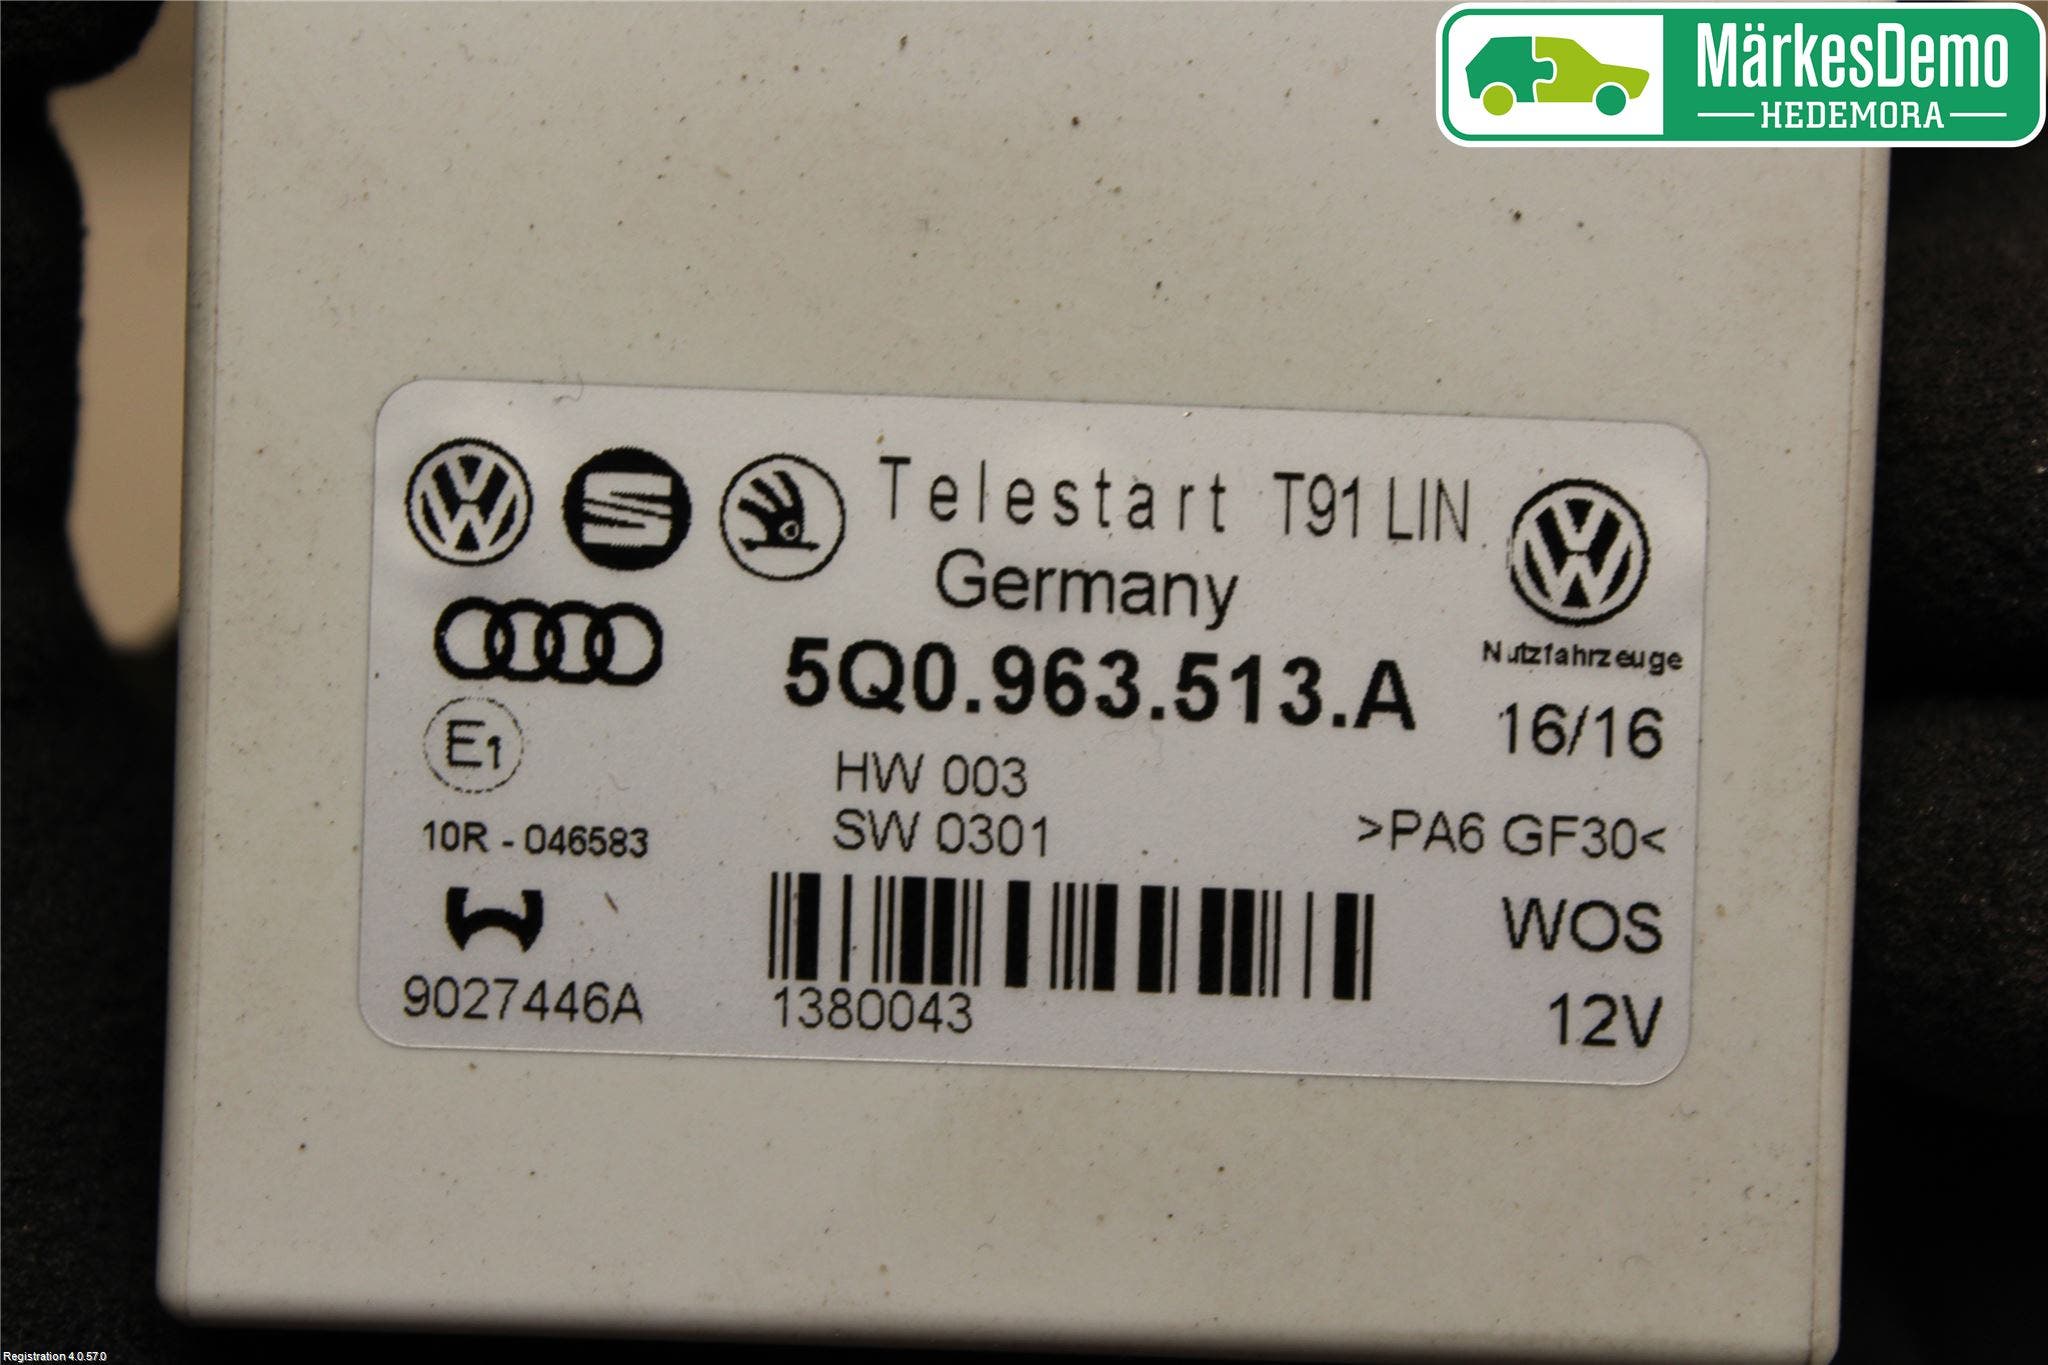 MärkesDemo
HEDEMORA
Telestart T91 LIN
Germany
Nutzfahrzeuge
5Q0.963.513.A
16/16
E1
HW 003
10R - 046583
SW 0301
>PA6 GF30<
WOS
9027446A
1380043
12V
Registration 4.0.57.0